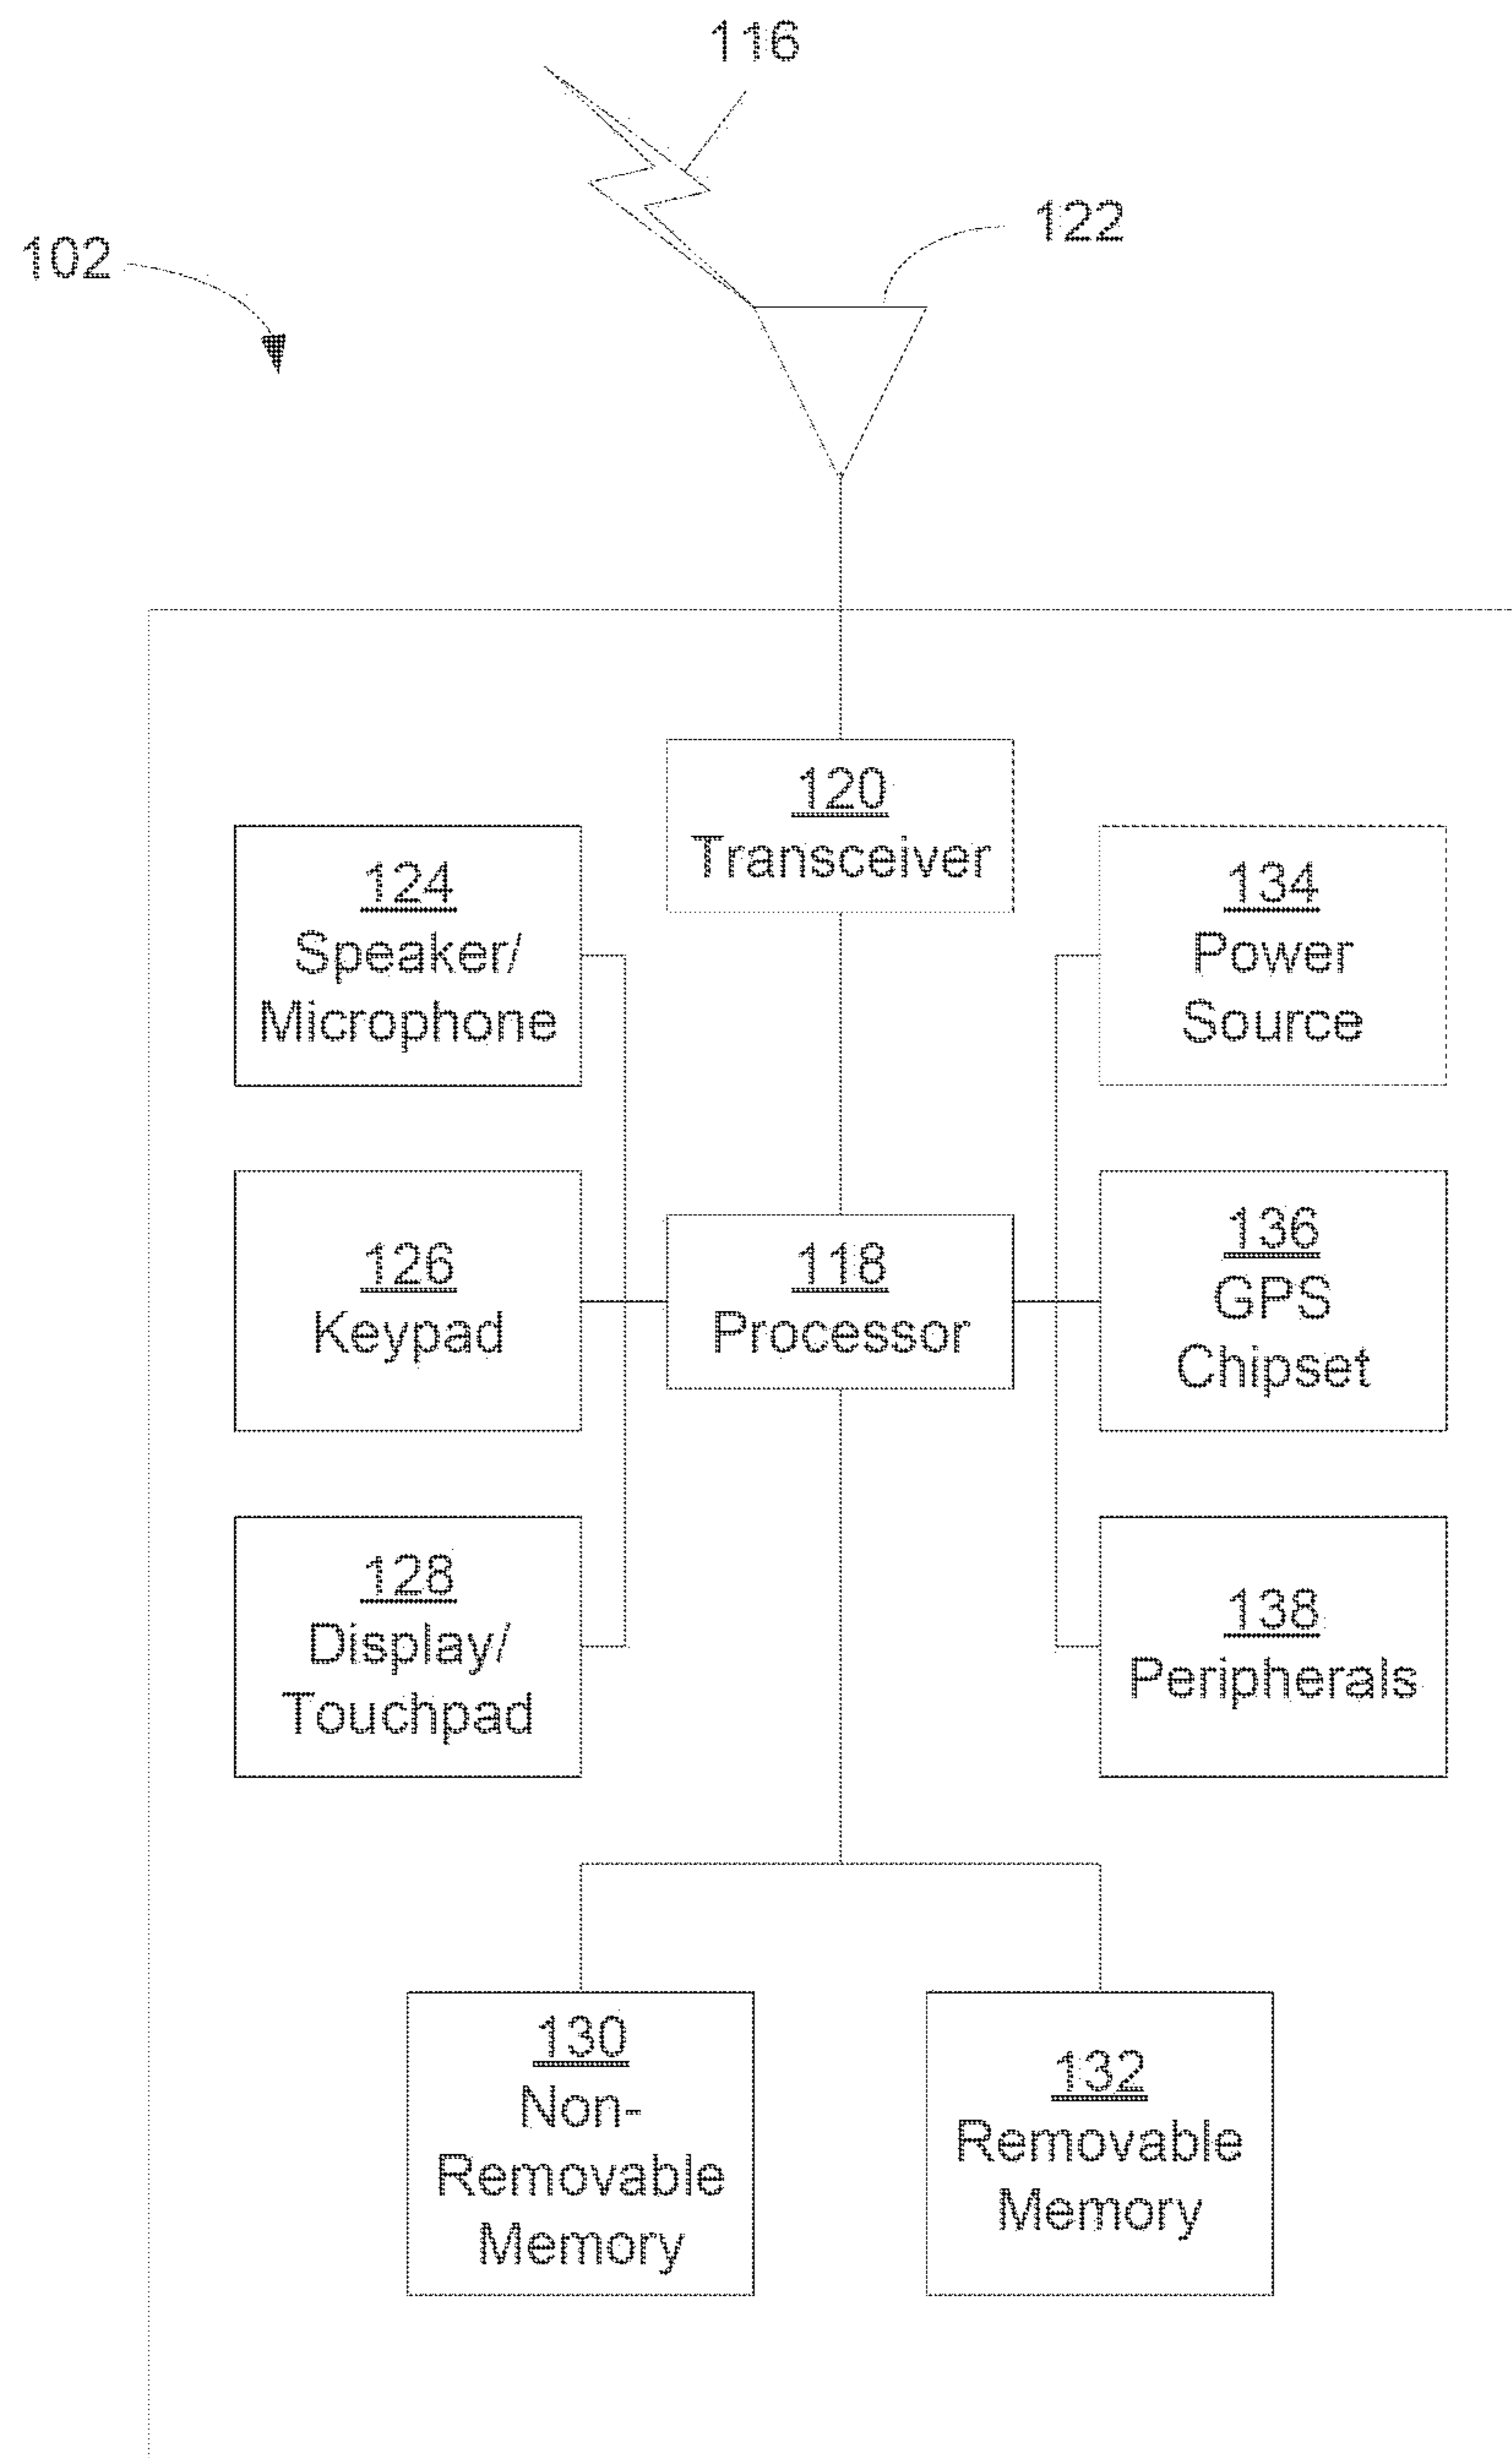 116
122
102
120
Transceiver
124
Speaker/
Microphone
134
Power
Source
126
Keypad
118
Processor
136
GPS
Chipset
128
Display/
Touchpad
138
Peripherals
130
Non-
Removable
Memory
132
Removable
Memory